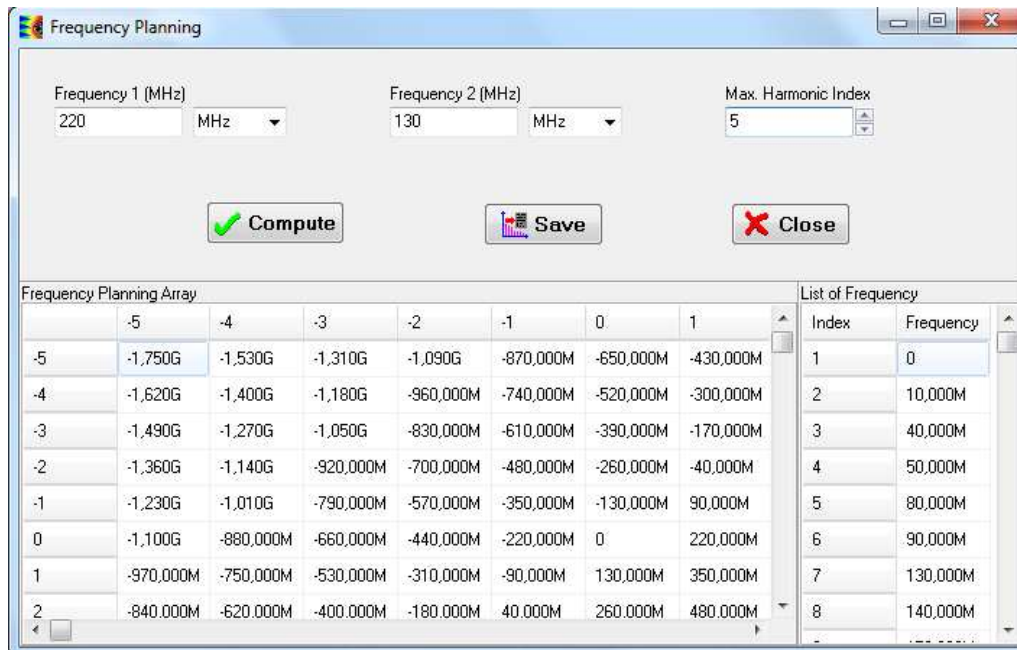 Frequency Planning
Frequency 1 (MHz) Frequency 2 (MHz) Max. Harmonic Index
220 MHz 130 MHz 5
Compute Save Close
Frequency Planning Array List of Frequency
-5 -4 -3 -2 -1 0 1 Index Frequency
-5 -1,750G -1,530G -1,310G -1,090G -870,000M -650,000M -430,000M 1 0
-4 -1,620G -1,400G -1,180G -960,000M -740,000M -520,000M -300,000M 2 10,000M
-3 -1,490G -1,270G -1,050G -830,000M -610,000M -390,000M -170,000M 3 40,000M
-2 -1,360G -1,140G -920,000M -700,000M -480,000M -260,000M -40,000M 4 50,000M
-1 -1,230G -1,010G -790,000M -570,000M -350,000M -130,000M 90,000M 5 80,000M
0 -1,100G -880,000M -660,000M -440,000M -220,000M 0 220,000M 6 90,000M
1 -970,000M -750,000M -530,000M -310,000M -90,000M 130,000M 350,000M 7 130,000M
2 -840,000M -620,000M -400,000M -180,000M 40,000M 260,000M 480,000M 8 140,000M